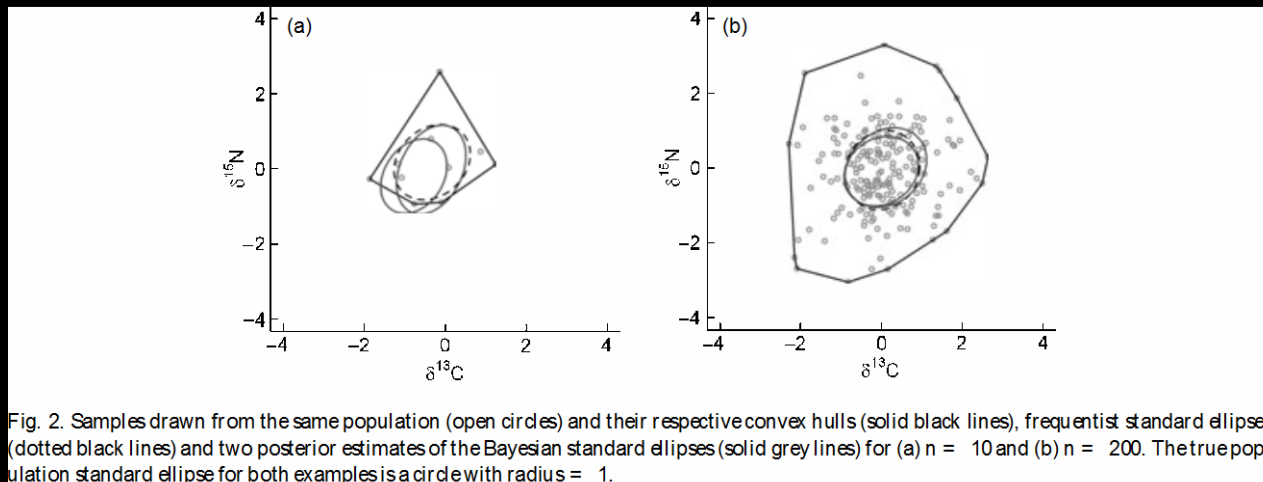 (a)
(b)
4
2
0
−2
−4
δ15N
−4 −2 0 2 4
δ13C
4
2
0
−2
−4
δ15N
−4 −2 0 2 4
δ13C
Fig. 2. Samples drawn from the same population (open circles) and their respective convex hulls (solid black lines), frequentist standard ellipse
(dotted black lines) and two posterior estimates of the Bayesian standard ellipses (solid grey lines) for (a) n = 10 and (b) n = 200. The true pop
ulation standard ellipse for both examples is a circle with radius = 1.